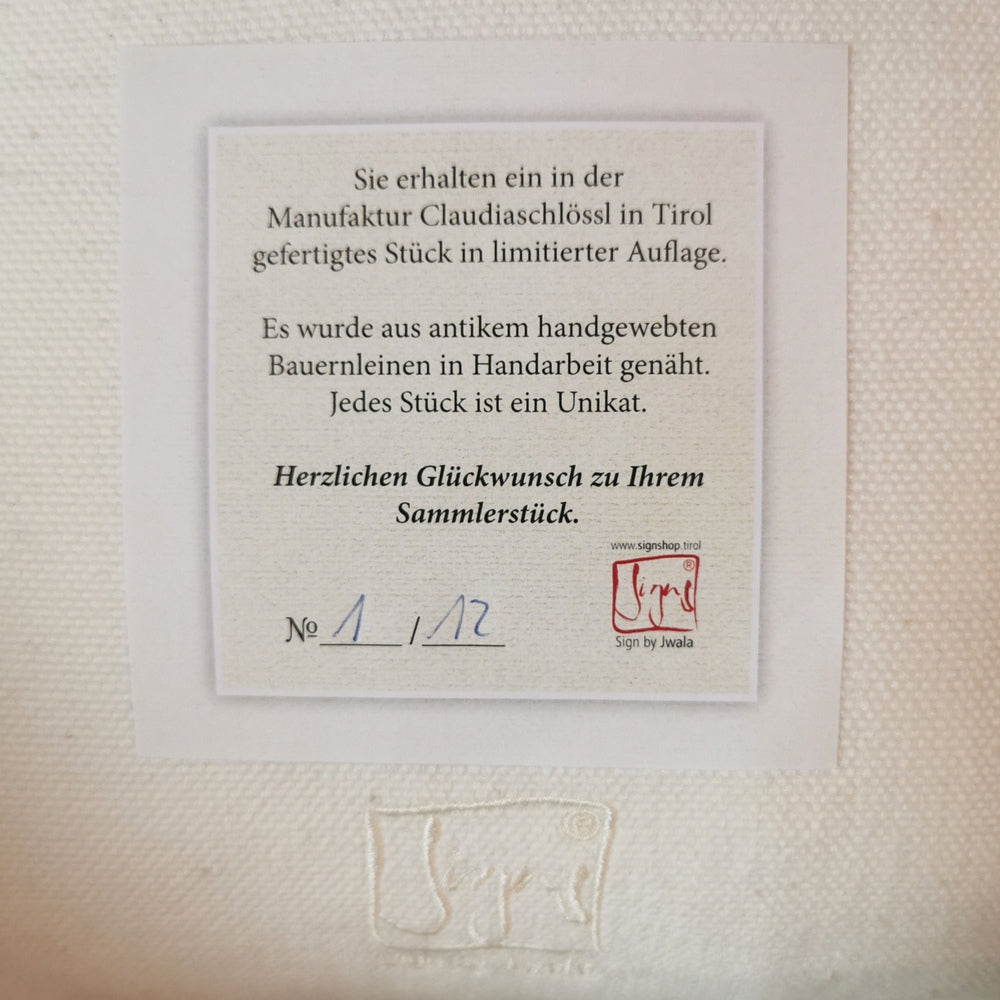 Sie erhalten ein in der
Manufaktur Claudiaschlössl in Tirol
gefertigtes Stück in limitierter Auflage.
Es wurde aus antikem handgewebten
Bauernleinen in Handarbeit genäht.
Jedes Stück ist ein Unikat.
Herzlichen Glückwunsch zu Ihrem
Sammlerstück.
www.signshop.tirol
Signs ®
Sign by Jwala
№ 1 / 12
Signs ®